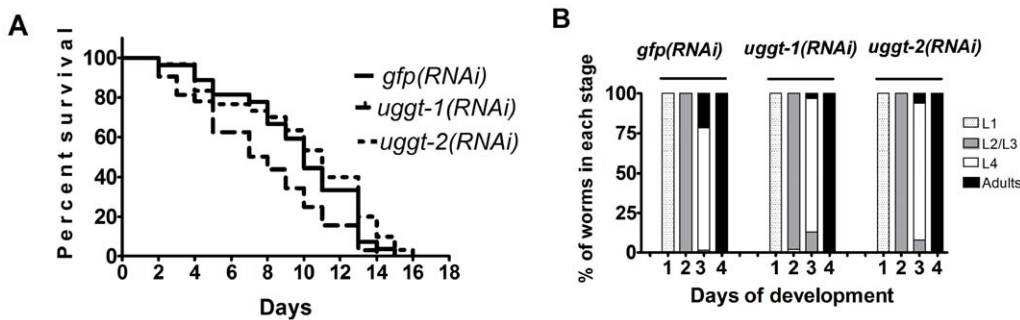 A
Percent survival
100
80
60
40
20
0
0 2 4 6 8 10 12 14 16 18
Days
gfp(RNAi)
uggt-1(RNAi)
uggt-2(RNAi)
B
gfp(RNAi) uggt-1(RNAi) uggt-2(RNAi)
% of worms in each stage
100
75
50
25
0
1 2 3 4 1 2 3 4 1 2 3 4
Days of development
L1
L2/L3
L4
Adults